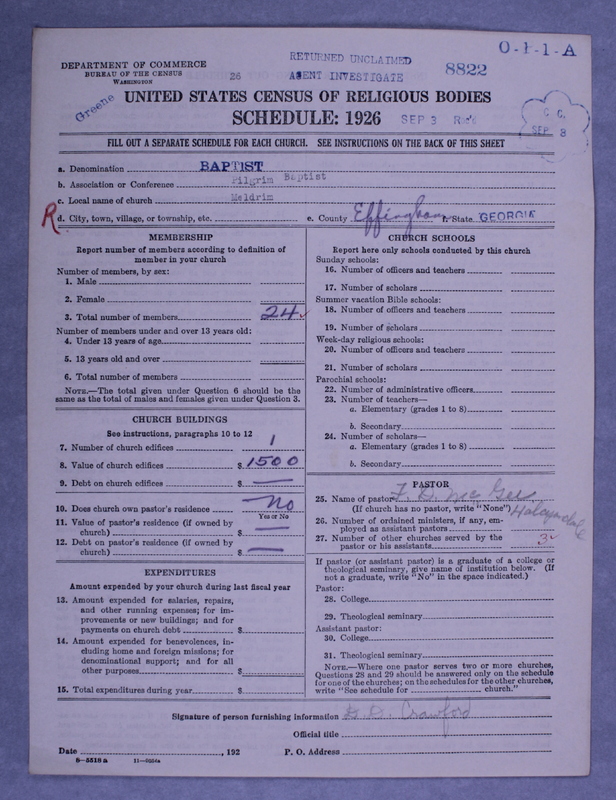 DEPARTMENT OF COMMERCE
BUREAU OF THE CENSUS
WASHINGTON
26
RETURNED UNCLAIMED
AGENT INVESTIGATE
8822
O-1-1-A
Greene
UNITED STATES CENSUS OF RELIGIOUS BODIES
SCHEDULE: 1926
SEP 3 Rec'd
C. C.
SEP 8
FILL OUT A SEPARATE SCHEDULE FOR EACH CHURCH. SEE INSTRUCTIONS ON THE BACK OF THIS SHEET
a. Denomination BAPTIST
b. Association or Conference Pilgrim Baptist
c. Local name of church Meldrim
R
d. City, town, village, or township, etc. e. County Effingham f. State. GEORGIA
MEMBERSHIP
Report number of members according to definition of
member in your church
Number of members, by sex:
1. Male
2. Female
3. Total number of members 24
Number of members under and over 13 years old:
4. Under 13 years of age
5. 13 years old and over
6. Total number of members
NOTE.—The total given under Question 6 should be the
same as the total of males and females given under Question 3.
CHURCH BUILDINGS
See instructions, paragraphs 10 to 12
7. Number of church edifices 1
8. Value of church edifices $ 1500
9. Debt on church edifices $ —
10. Does church own pastor's residence No
Yes or No
11. Value of pastor's residence (if owned by
church) $ —
12. Debt on pastor's residence (if owned by
church) $ —
EXPENDITURES
Amount expended by your church during last fiscal year
13. Amount expended for salaries, repairs,
and other running expenses; for im-
provements or new buildings; and for
payments on church debt $
14. Amount expended for benevolences, in-
cluding home and foreign missions; for
denominational support; and for all
other purposes $
15. Total expenditures during year $
CHURCH SCHOOLS
Report here only schools conducted by this church
Sunday schools:
16. Number of officers and teachers
17. Number of scholars
Summer vacation Bible schools:
18. Number of officers and teachers
19. Number of scholars
Week-day religious schools:
20. Number of officers and teachers
21. Number of scholars
Parochial schools:
22. Number of administrative officers
23. Number of teachers—
a. Elementary (grades 1 to 8)
b. Secondary
24. Number of scholars—
a. Elementary (grades 1 to 8)
b. Secondary
PASTOR
25. Name of pastor F. D. McGee
(If church has no pastor, write "None") Halcyondale
26. Number of ordained ministers, if any, em-
ployed as assistant pastors
27. Number of other churches served by the
pastor or his assistants 3
If pastor (or assistant pastor) is a graduate of a college or
theological seminary, give name of institution below. (If
not a graduate, write "No" in the space indicated.)
Pastor:
28. College
29. Theological seminary
Assistant pastor:
30. College
31. Theological seminary
NOTE.—Where one pastor serves two or more churches,
Questions 28 and 29 should be answered only on the schedule
for one of the churches; on the schedules for the other churches,
write "See schedule for church."
Signature of person furnishing information D. D. Crawford
Official title
Date , 192 P. O. Address
8—5518a 11—3054a